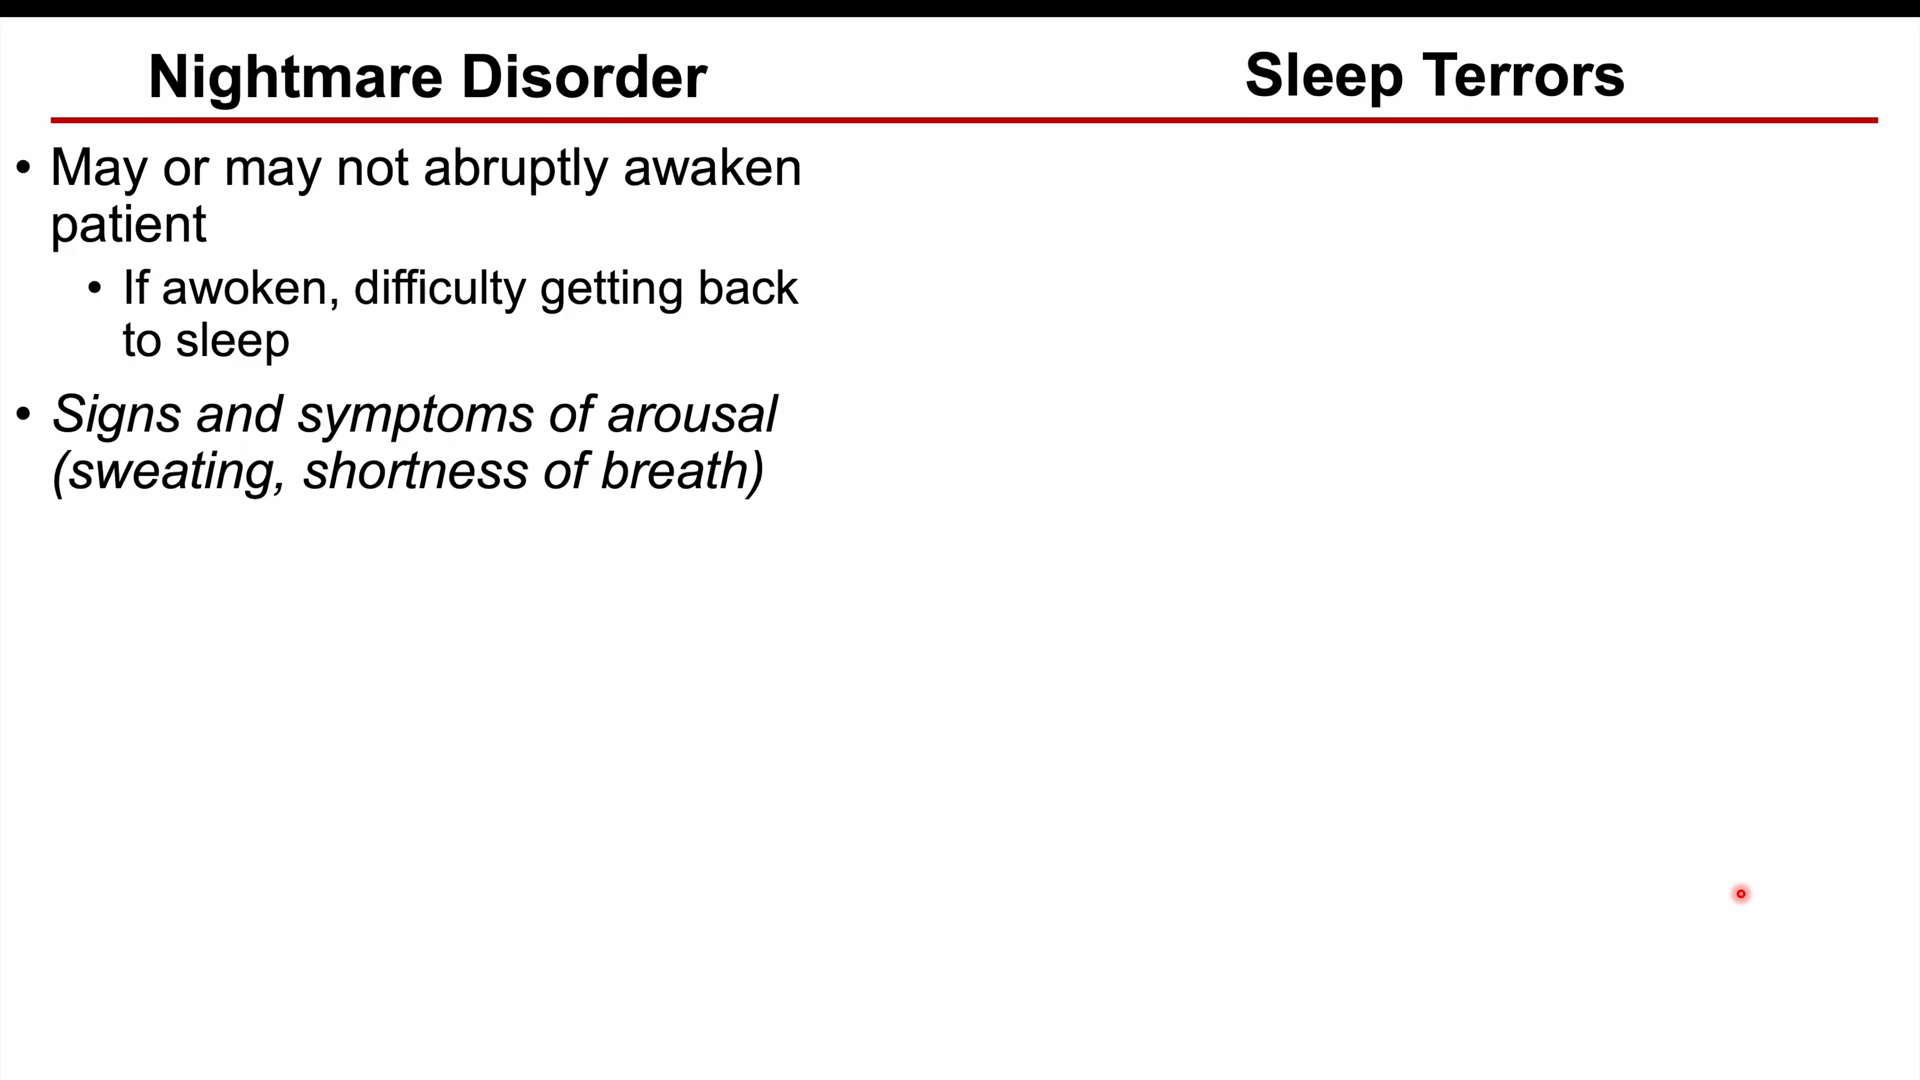 Nightmare Disorder
Sleep Terrors
• May or may not abruptly awaken
patient
• If awoken, difficulty getting back
to sleep
• Signs and symptoms of arousal
(sweating, shortness of breath)